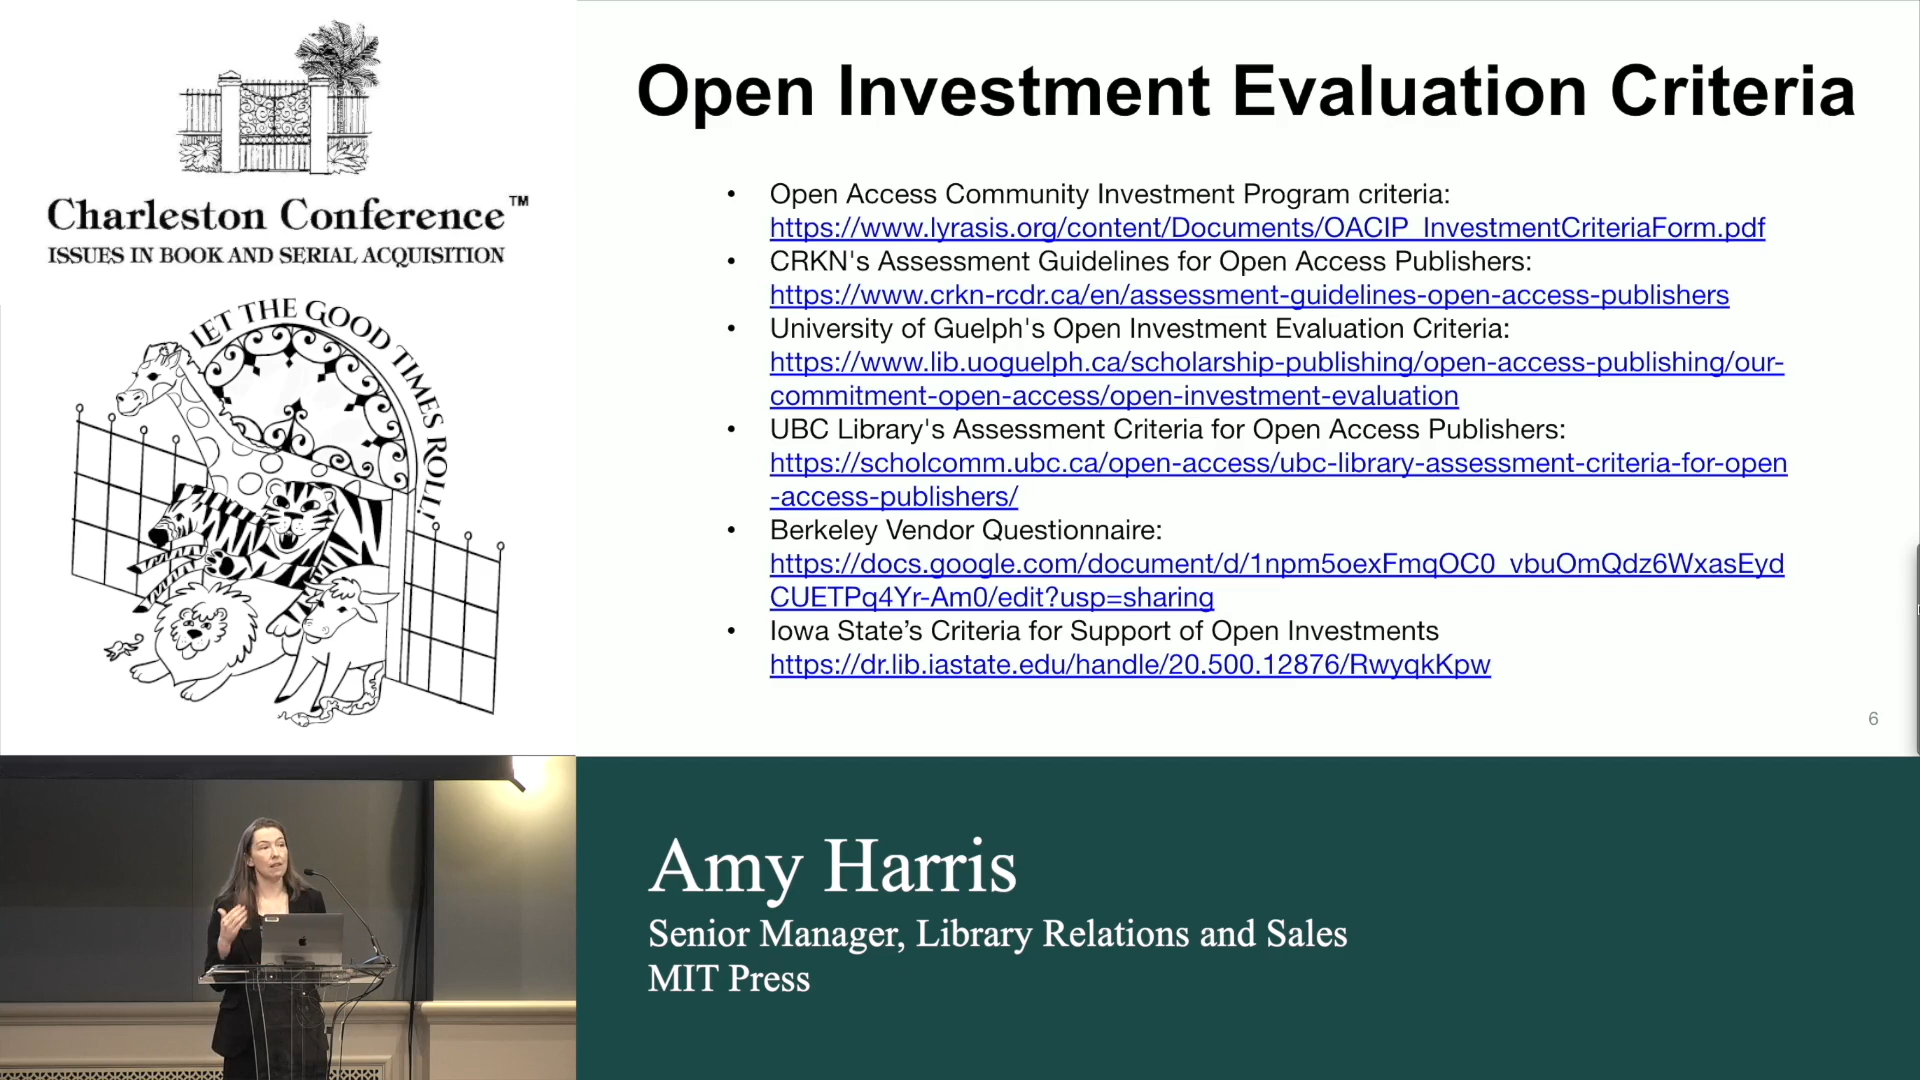 Charleston Conference™
ISSUES IN BOOK AND SERIAL ACQUISITION
LET THE GOOD TIMES ROLL!
Open Investment Evaluation Criteria
• Open Access Community Investment Program criteria:
https://www.lyrasis.org/content/Documents/OACIP_InvestmentCriteriaForm.pdf
• CRKN's Assessment Guidelines for Open Access Publishers:
https://www.crkn-rcdr.ca/en/assessment-guidelines-open-access-publishers
• University of Guelph's Open Investment Evaluation Criteria:
https://www.lib.uoguelph.ca/scholarship-publishing/open-access-publishing/our-
commitment-open-access/open-investment-evaluation
• UBC Library's Assessment Criteria for Open Access Publishers:
https://scholcomm.ubc.ca/open-access/ubc-library-assessment-criteria-for-open
-access-publishers/
• Berkeley Vendor Questionnaire:
https://docs.google.com/document/d/1npm5oexFmqOC0_vbuOmQdz6WxasEyd
CUETPq4Yr-Am0/edit?usp=sharing
• Iowa State’s Criteria for Support of Open Investments
https://dr.lib.iastate.edu/handle/20.500.12876/RwyqkKpw
6
Amy Harris
Senior Manager, Library Relations and Sales
MIT Press